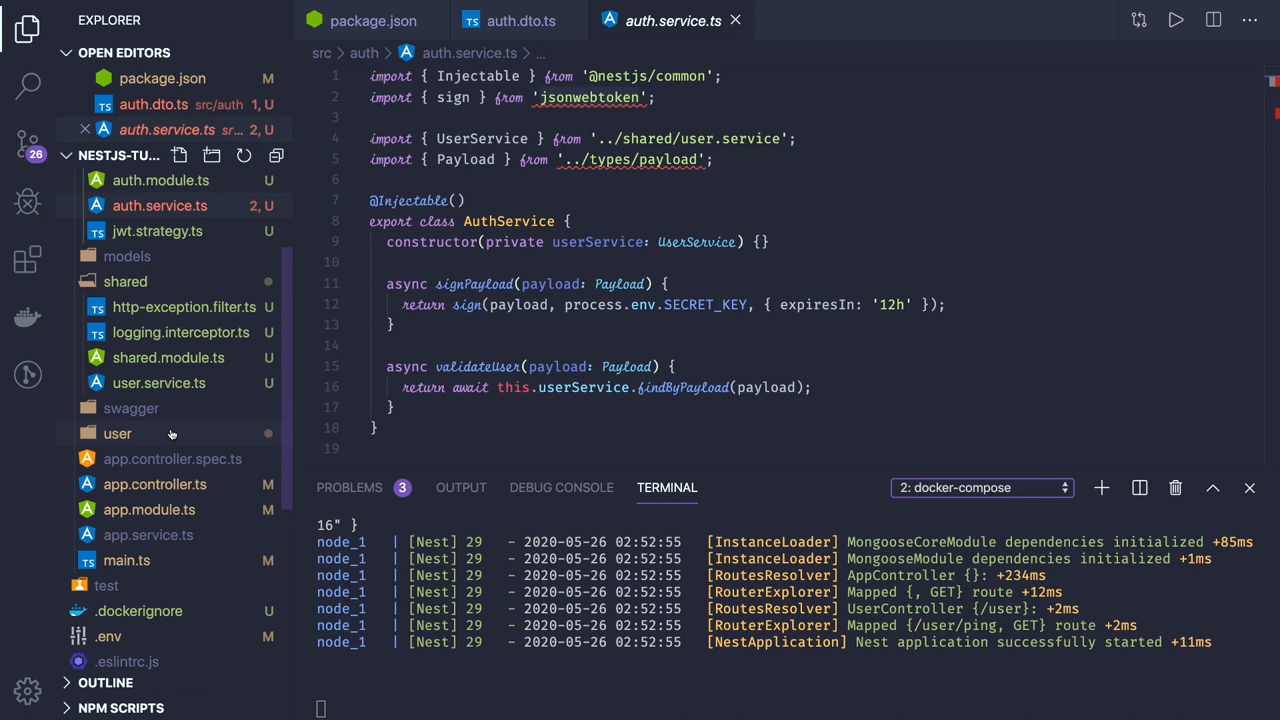 EXPLORER
OPEN EDITORS
package.json M
TS auth.dto.ts src/auth 1, U
auth.service.ts sr... 2, U
26
NESTJS-TU...
auth.module.ts U
auth.service.ts 2, U
TS jwt.strategy.ts U
models
shared
TS http-exception.filter.ts U
TS logging.interceptor.ts U
shared.module.ts U
user.service.ts U
swagger
user
app.controller.spec.ts
app.controller.ts M
app.module.ts M
app.service.ts
TS main.ts M
test
.dockerignore U
.env M
.eslintrc.js
OUTLINE
NPM SCRIPTS
package.json
TS auth.dto.ts
auth.service.ts
src > auth > auth.service.ts > ...
1 import { Injectable } from '@nestjs/common';
2 import { sign } from 'jsonwebtoken';
3
4 import { UserService } from '../shared/user.service';
5 import { Payload } from '../types/payload';
6
7 @Injectable()
8 export class AuthService {
9 constructor(private userService: UserService) {}
10
11 async signPayload(payload: Payload) {
12 return sign(payload, process.env.SECRET_KEY, { expiresIn: '12h' });
13 }
14
15 async validateUser(payload: Payload) {
16 return await this.userService.findByPayload(payload);
17 }
18 }
19
PROBLEMS 3 OUTPUT DEBUG CONSOLE TERMINAL 2: docker-compose
16" }
node_1 | [Nest] 29 - 2020-05-26 02:52:55 [InstanceLoader] MongooseCoreModule dependencies initialized +85ms
node_1 | [Nest] 29 - 2020-05-26 02:52:55 [InstanceLoader] MongooseModule dependencies initialized +1ms
node_1 | [Nest] 29 - 2020-05-26 02:52:55 [RoutesResolver] AppController {}: +234ms
node_1 | [Nest] 29 - 2020-05-26 02:52:55 [RouterExplorer] Mapped {, GET} route +12ms
node_1 | [Nest] 29 - 2020-05-26 02:52:55 [RoutesResolver] UserController {/user}: +2ms
node_1 | [Nest] 29 - 2020-05-26 02:52:55 [RouterExplorer] Mapped {/user/ping, GET} route +2ms
node_1 | [Nest] 29 - 2020-05-26 02:52:55 [NestApplication] Nest application successfully started +11ms